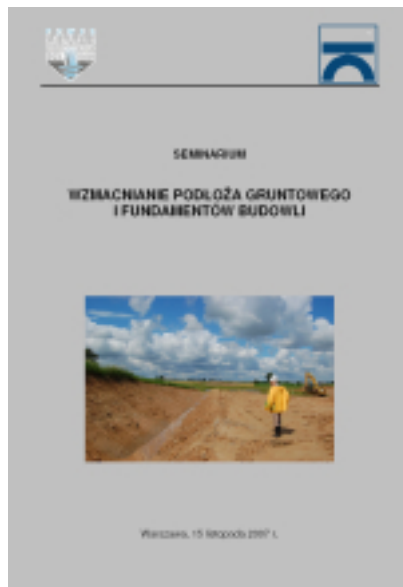 SEMINARIUM
WZMACNIANIE PODŁOŻA GRUNTOWEGO
I FUNDAMENTÓW BUDOWLI
Warszawa, 15 listopada 2007 r.